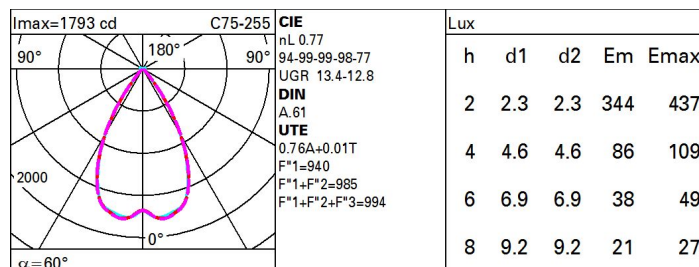 Imax=1793 cd C75-255
90° 180° 90°
2000
0°
α=60°
CIE
nL 0.77
94-99-99-98-77
UGR 13.4-12.8
DIN
A.61
UTE
0.76A+0.01T
F"1=940
F"1+F"2=985
F"1+F"2+F"3=994
Lux
h d1 d2 Em Emax
2 2.3 2.3 344 437
4 4.6 4.6 86 109
6 6.9 6.9 38 49
8 9.2 9.2 21 27